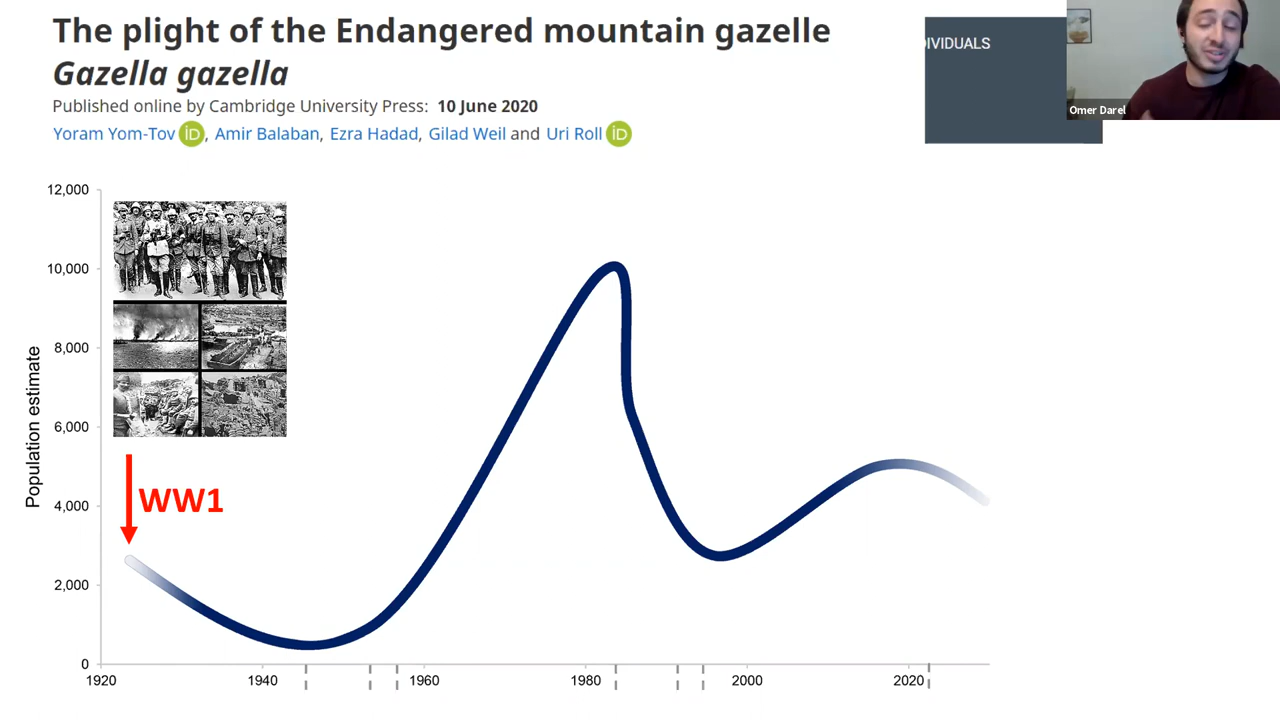 The plight of the Endangered mountain gazelle
Gazella gazella
Published online by Cambridge University Press: 10 June 2020
Yoram Yom-Tov iD, Amir Balaban, Ezra Hadad, Gilad Weil and Uri Roll iD
IVIDUALS
Omer Darel
12,000
10,000
8,000
6,000
4,000
2,000
0
Population estimate
WW1
1920 1940 1960 1980 2000 2020